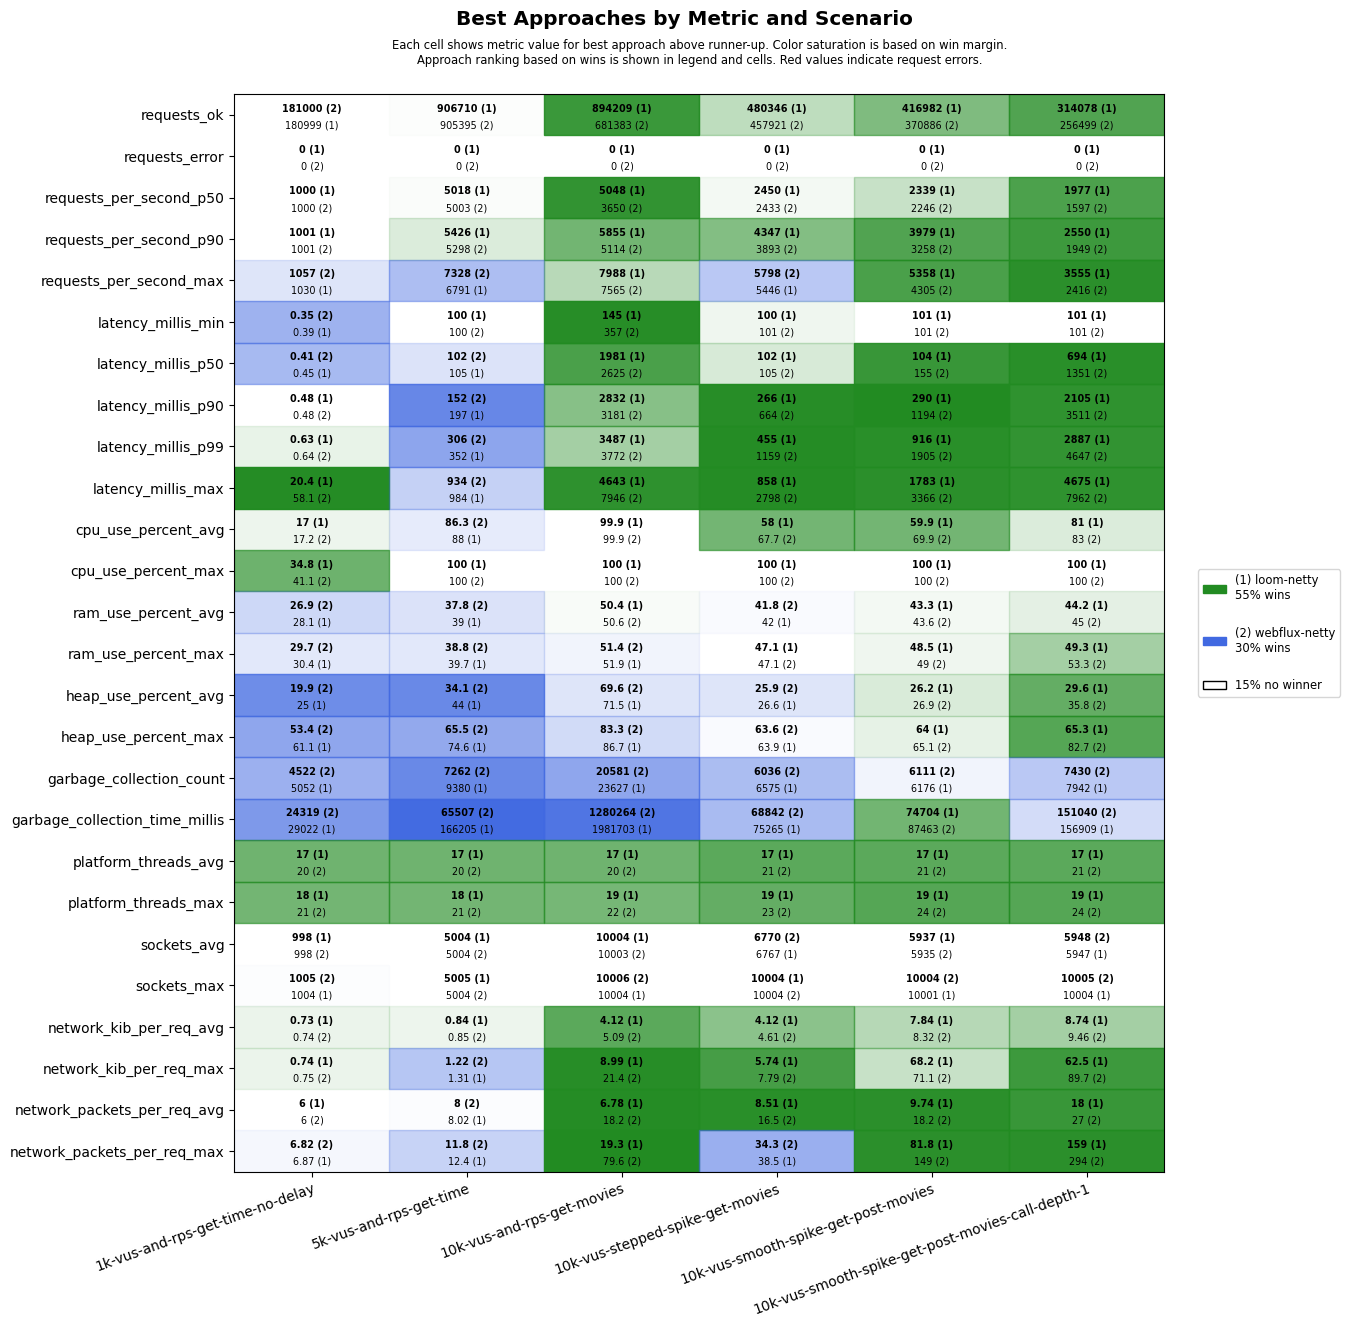 Best Approaches by Metric and Scenario
Each cell shows metric value for best approach above runner-up. Color saturation is based on win margin.
Approach ranking based on wins is shown in legend and cells. Red values indicate request errors.
requests_ok
181000 (2) 906710 (1) 894209 (1) 480346 (1) 416982 (1) 314078 (1)
180999 (1) 905395 (2) 681383 (2) 457921 (2) 370886 (2) 256499 (2)
requests_error
0 (1) 0 (1) 0 (1) 0 (1) 0 (1) 0 (1)
0 (2) 0 (2) 0 (2) 0 (2) 0 (2) 0 (2)
requests_per_second_p50
1000 (1) 5018 (1) 5048 (1) 2450 (1) 2339 (1) 1977 (1)
1000 (2) 5003 (2) 3650 (2) 2433 (2) 2246 (2) 1597 (2)
requests_per_second_p90
1001 (1) 5426 (1) 5855 (1) 4347 (1) 3979 (1) 2550 (1)
1001 (2) 5298 (2) 5114 (2) 3893 (2) 3258 (2) 1949 (2)
requests_per_second_max
1057 (2) 7328 (2) 7988 (1) 5798 (2) 5358 (1) 3555 (1)
1030 (1) 6791 (1) 7565 (2) 5446 (1) 4305 (2) 2416 (2)
latency_millis_min
0.35 (2) 100 (1) 145 (1) 100 (1) 101 (1) 101 (1)
0.39 (1) 100 (2) 357 (2) 101 (2) 101 (2) 101 (2)
latency_millis_p50
0.41 (2) 102 (2) 1981 (1) 102 (1) 104 (1) 694 (1)
0.45 (1) 105 (1) 2625 (2) 105 (2) 155 (2) 1351 (2)
latency_millis_p90
0.48 (1) 152 (2) 2832 (1) 266 (1) 290 (1) 2105 (1)
0.48 (2) 197 (1) 3181 (2) 664 (2) 1194 (2) 3511 (2)
latency_millis_p99
0.63 (1) 306 (2) 3487 (1) 455 (1) 916 (1) 2887 (1)
0.64 (2) 352 (1) 3772 (2) 1159 (2) 1905 (2) 4647 (2)
latency_millis_max
20.4 (1) 934 (2) 4643 (1) 858 (1) 1783 (1) 4675 (1)
58.1 (2) 984 (1) 7946 (2) 2798 (2) 3366 (2) 7962 (2)
cpu_use_percent_avg
17 (1) 86.3 (2) 99.9 (1) 58 (1) 59.9 (1) 81 (1)
17.2 (2) 88 (1) 99.9 (2) 67.7 (2) 69.9 (2) 83 (2)
cpu_use_percent_max
34.8 (1) 100 (1) 100 (1) 100 (1) 100 (1) 100 (1)
41.1 (2) 100 (2) 100 (2) 100 (2) 100 (2) 100 (2)
ram_use_percent_avg
26.9 (2) 37.8 (2) 50.4 (1) 41.8 (2) 43.3 (1) 44.2 (1)
28.1 (1) 39 (1) 50.6 (2) 42 (1) 43.6 (2) 45 (2)
ram_use_percent_max
29.7 (2) 38.8 (2) 51.4 (2) 47.1 (1) 48.5 (1) 49.3 (1)
30.4 (1) 39.7 (1) 51.9 (1) 47.1 (2) 49 (2) 53.3 (2)
heap_use_percent_avg
19.9 (2) 34.1 (2) 69.6 (2) 25.9 (2) 26.2 (1) 29.6 (1)
25 (1) 44 (1) 71.5 (1) 26.6 (1) 26.9 (2) 35.8 (2)
heap_use_percent_max
53.4 (2) 65.5 (2) 83.3 (2) 63.6 (2) 64 (1) 65.3 (1)
61.1 (1) 74.6 (1) 86.7 (1) 63.9 (1) 65.1 (2) 82.7 (2)
garbage_collection_count
4522 (2) 7262 (2) 20581 (2) 6036 (2) 6111 (2) 7430 (2)
5052 (1) 9380 (1) 23627 (1) 6575 (1) 6176 (1) 7942 (1)
garbage_collection_time_millis
24319 (2) 65507 (2) 1280264 (2) 68842 (2) 74704 (1) 151040 (2)
29022 (1) 166205 (1) 1981703 (1) 75265 (1) 87463 (2) 156909 (1)
platform_threads_avg
17 (1) 17 (1) 17 (1) 17 (1) 17 (1) 17 (1)
20 (2) 20 (2) 20 (2) 21 (2) 21 (2) 21 (2)
platform_threads_max
18 (1) 18 (1) 19 (1) 19 (1) 19 (1) 19 (1)
21 (2) 21 (2) 22 (2) 23 (2) 24 (2) 24 (2)
sockets_avg
998 (1) 5004 (1) 10004 (1) 6770 (2) 5937 (1) 5948 (2)
998 (2) 5004 (2) 10003 (2) 6767 (1) 5935 (2) 5947 (1)
sockets_max
1005 (2) 5005 (1) 10006 (2) 10004 (1) 10004 (2) 10005 (2)
1004 (1) 5004 (2) 10004 (1) 10004 (2) 10001 (1) 10004 (1)
network_kib_per_req_avg
0.73 (1) 0.84 (1) 4.12 (1) 4.12 (1) 7.84 (1) 8.74 (1)
0.74 (2) 0.85 (2) 5.09 (2) 4.61 (2) 8.32 (2) 9.46 (2)
network_kib_per_req_max
0.74 (1) 1.22 (2) 8.99 (1) 5.74 (1) 68.2 (1) 62.5 (1)
0.75 (2) 1.31 (1) 21.4 (2) 7.79 (2) 71.1 (2) 89.7 (2)
network_packets_per_req_avg
6 (1) 8 (2) 6.78 (1) 8.51 (1) 9.74 (1) 18 (1)
6 (2) 8.02 (1) 18.2 (2) 16.5 (2) 18.2 (2) 27 (2)
network_packets_per_req_max
6.82 (2) 11.8 (2) 19.3 (1) 34.3 (2) 81.8 (1) 159 (1)
6.87 (1) 12.4 (1) 79.6 (2) 38.5 (1) 149 (2) 294 (2)
1k-vus-and-rps-get-time-no-delay
5k-vus-and-rps-get-time
10k-vus-and-rps-get-movies
10k-vus-stepped-spike-get-movies
10k-vus-smooth-spike-get-post-movies
10k-vus-smooth-spike-get-post-movies-call-depth-1
(1) loom-netty
55% wins
(2) webflux-netty
30% wins
15% no winner